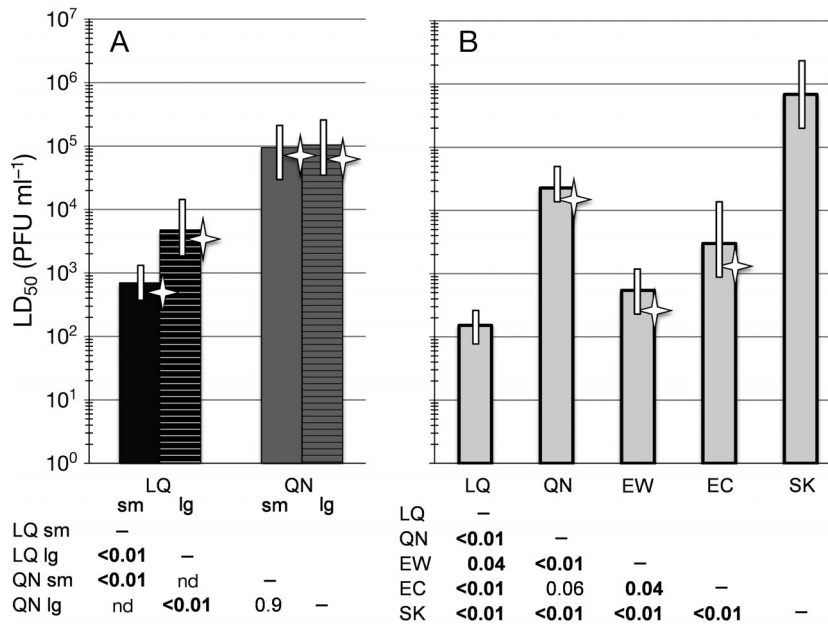 A
B
LD50 (PFU ml−1)
10^7
10^6
10^5
10^4
10^3
10^2
10^1
10^0
LQ QN
sm lg sm lg
LQ sm –
LQ lg <0.01 –
QN sm <0.01 nd –
QN lg nd <0.01 0.9 –
LQ QN EW EC SK
LQ –
QN <0.01 –
EW 0.04 <0.01 –
EC <0.01 0.06 0.04 –
SK <0.01 <0.01 <0.01 <0.01 –